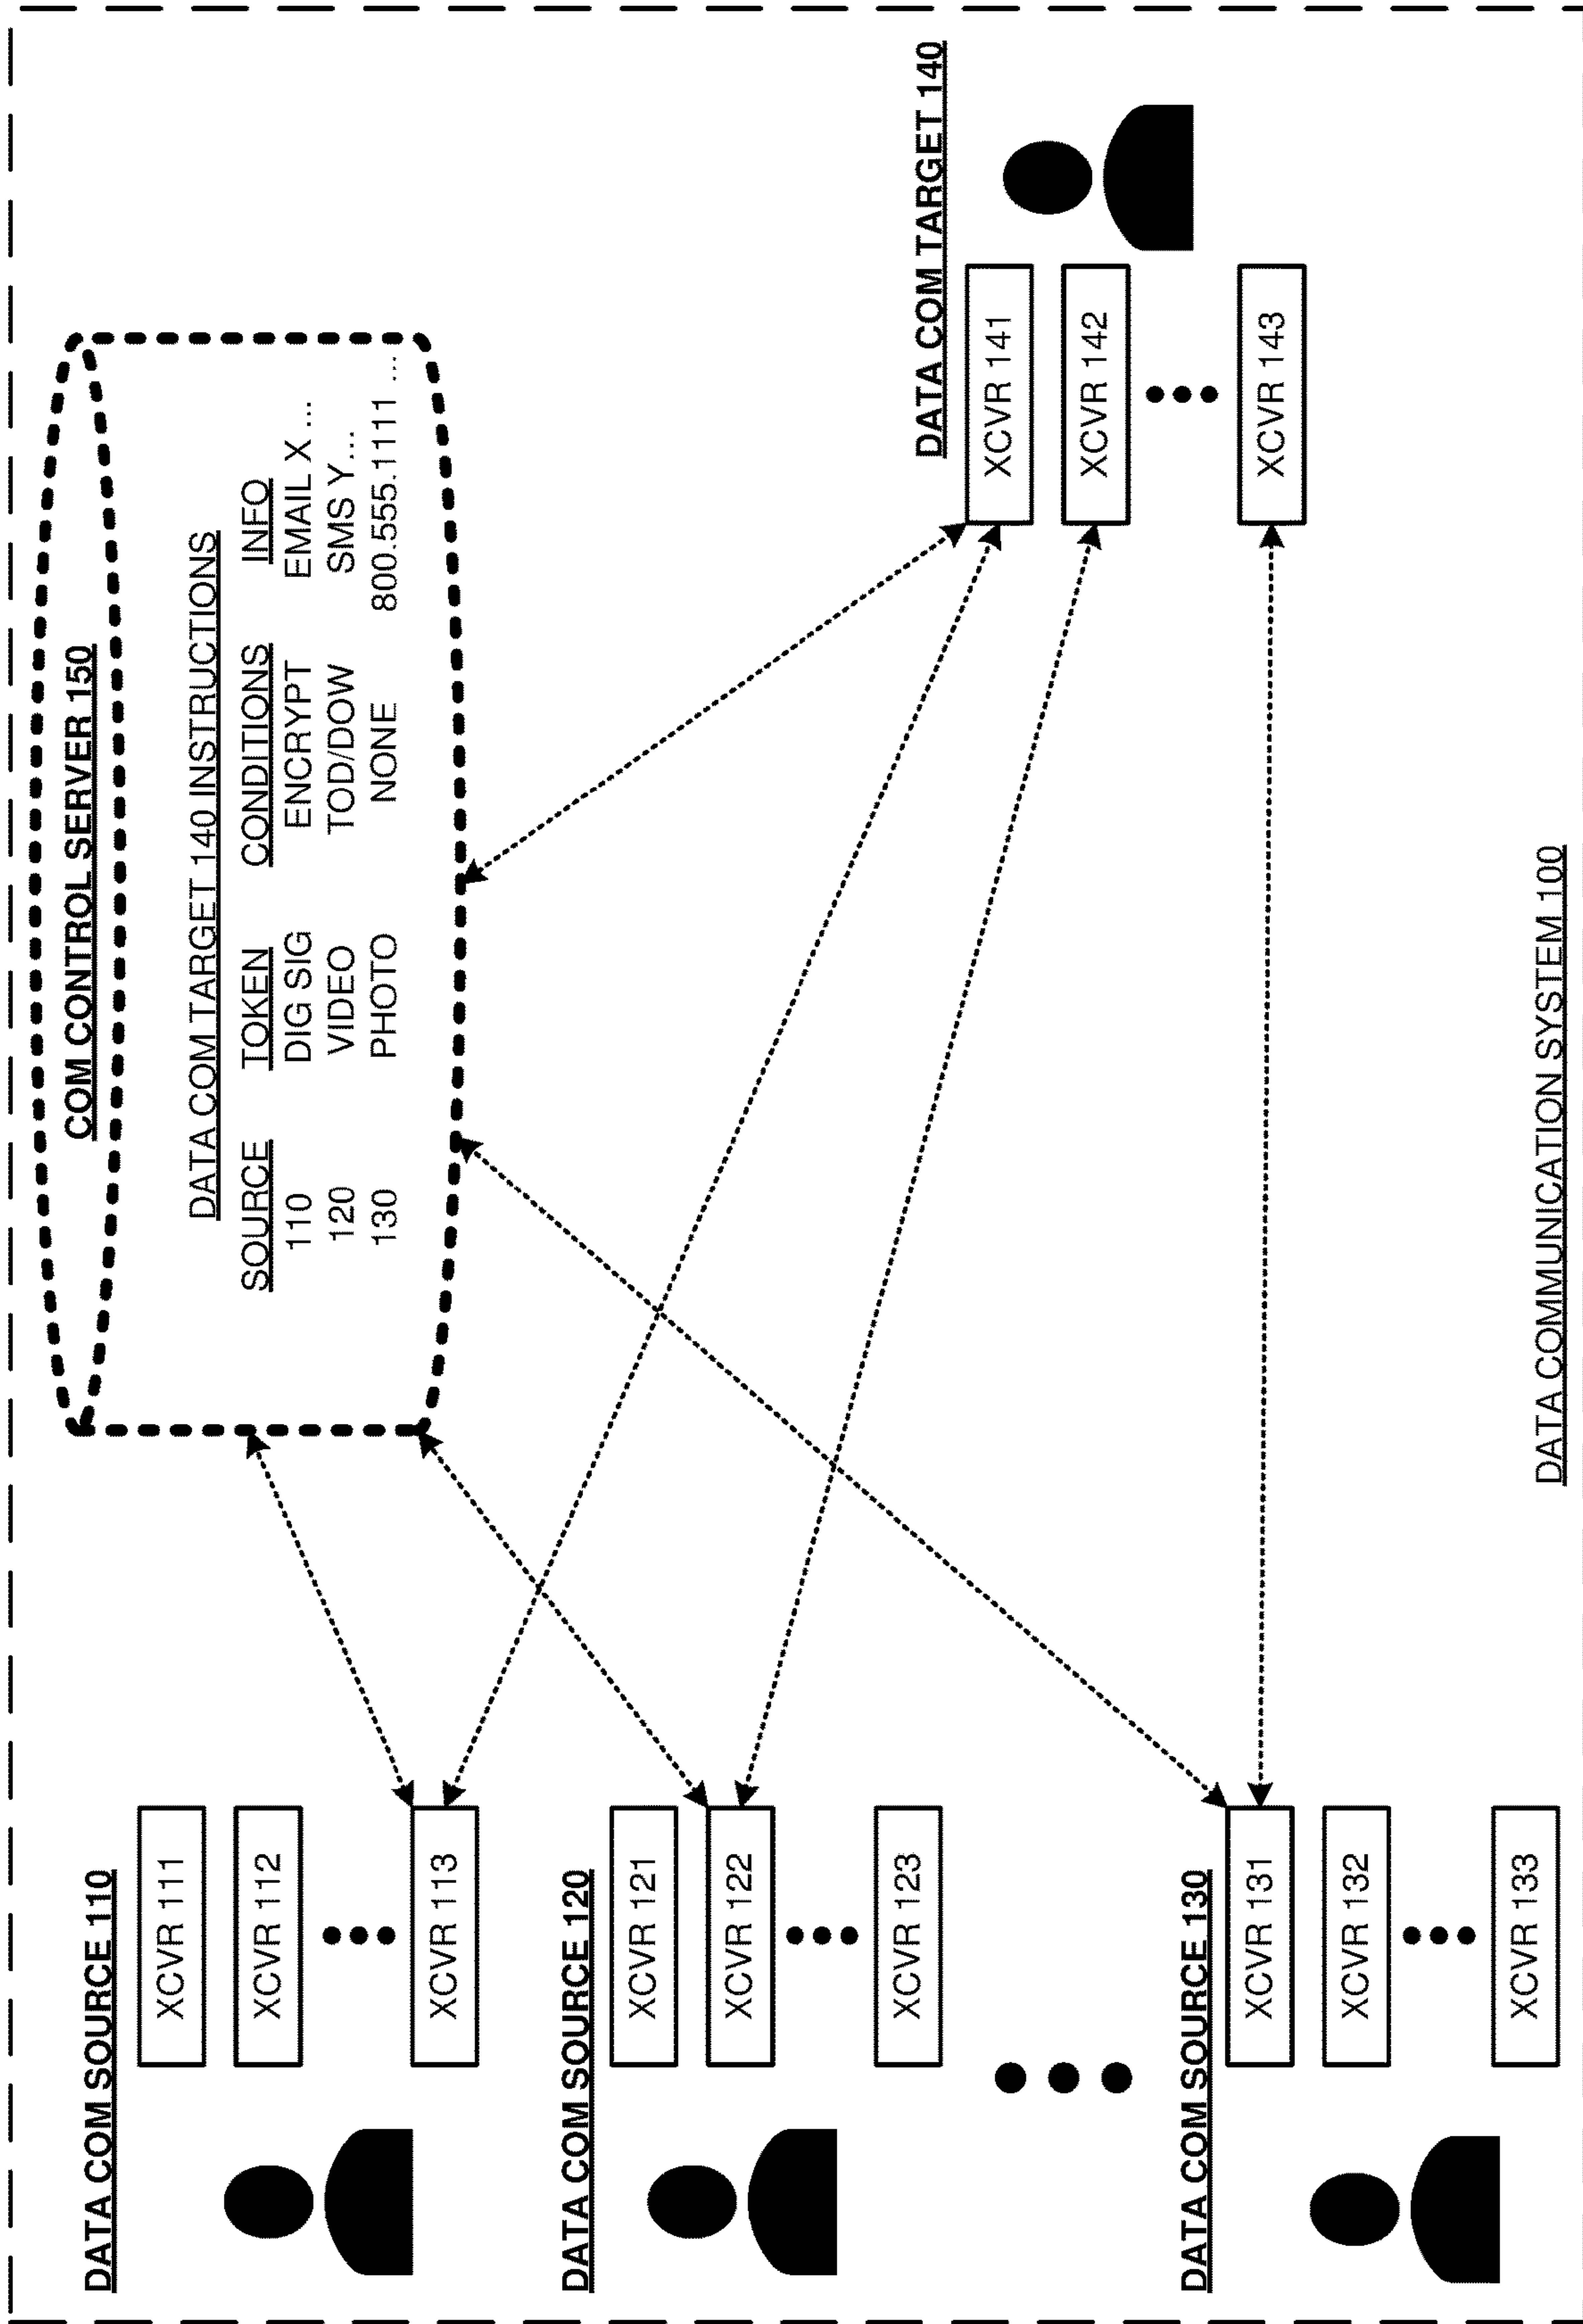 COM CONTROL SERVER 150
DATA COM TARGET 140 INSTRUCTIONS
SOURCE TOKEN CONDITIONS INFO
110 DIG SIG ENCRYPT EMAIL X ...
120 VIDEO TOD/DOW SMS Y...
130 PHOTO NONE 800.555.1111 ...
DATA COM SOURCE 110
XCVR 111
XCVR 112
XCVR 113
DATA COM SOURCE 120
XCVR 121
XCVR 122
XCVR 123
DATA COM SOURCE 130
XCVR 131
XCVR 132
XCVR 133
DATA COM TARGET 140
XCVR 141
XCVR 142
XCVR 143
DATA COMMUNICATION SYSTEM 100